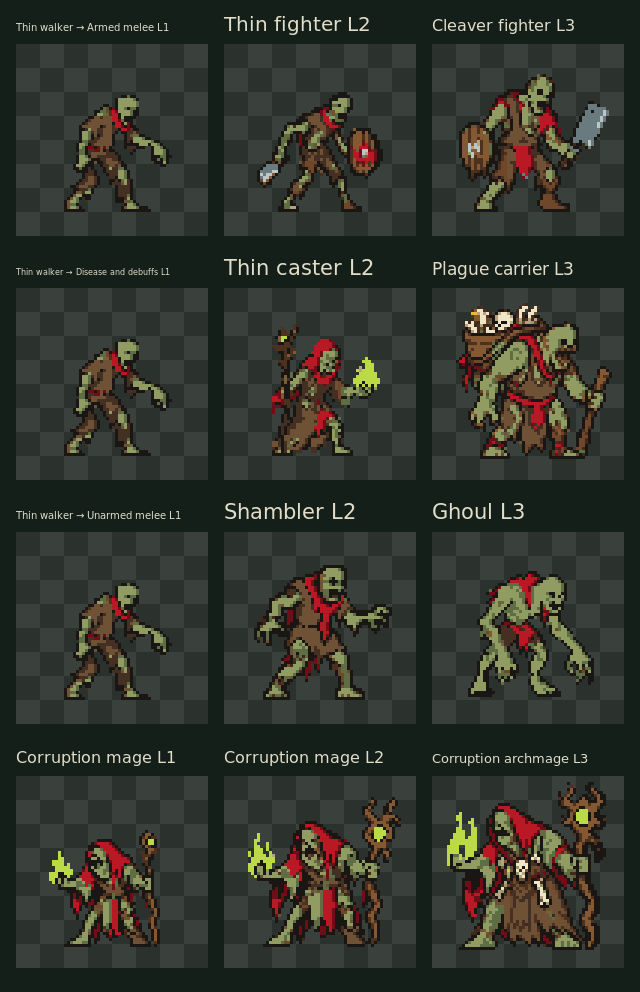 Thin walker → Armed melee L1
Thin fighter L2
Cleaver fighter L3
Thin walker → Disease and debuffs L1
Thin caster L2
Plague carrier L3
Thin walker → Unarmed melee L1
Shambler L2
Ghoul L3
Corruption mage L1
Corruption mage L2
Corruption archmage L3